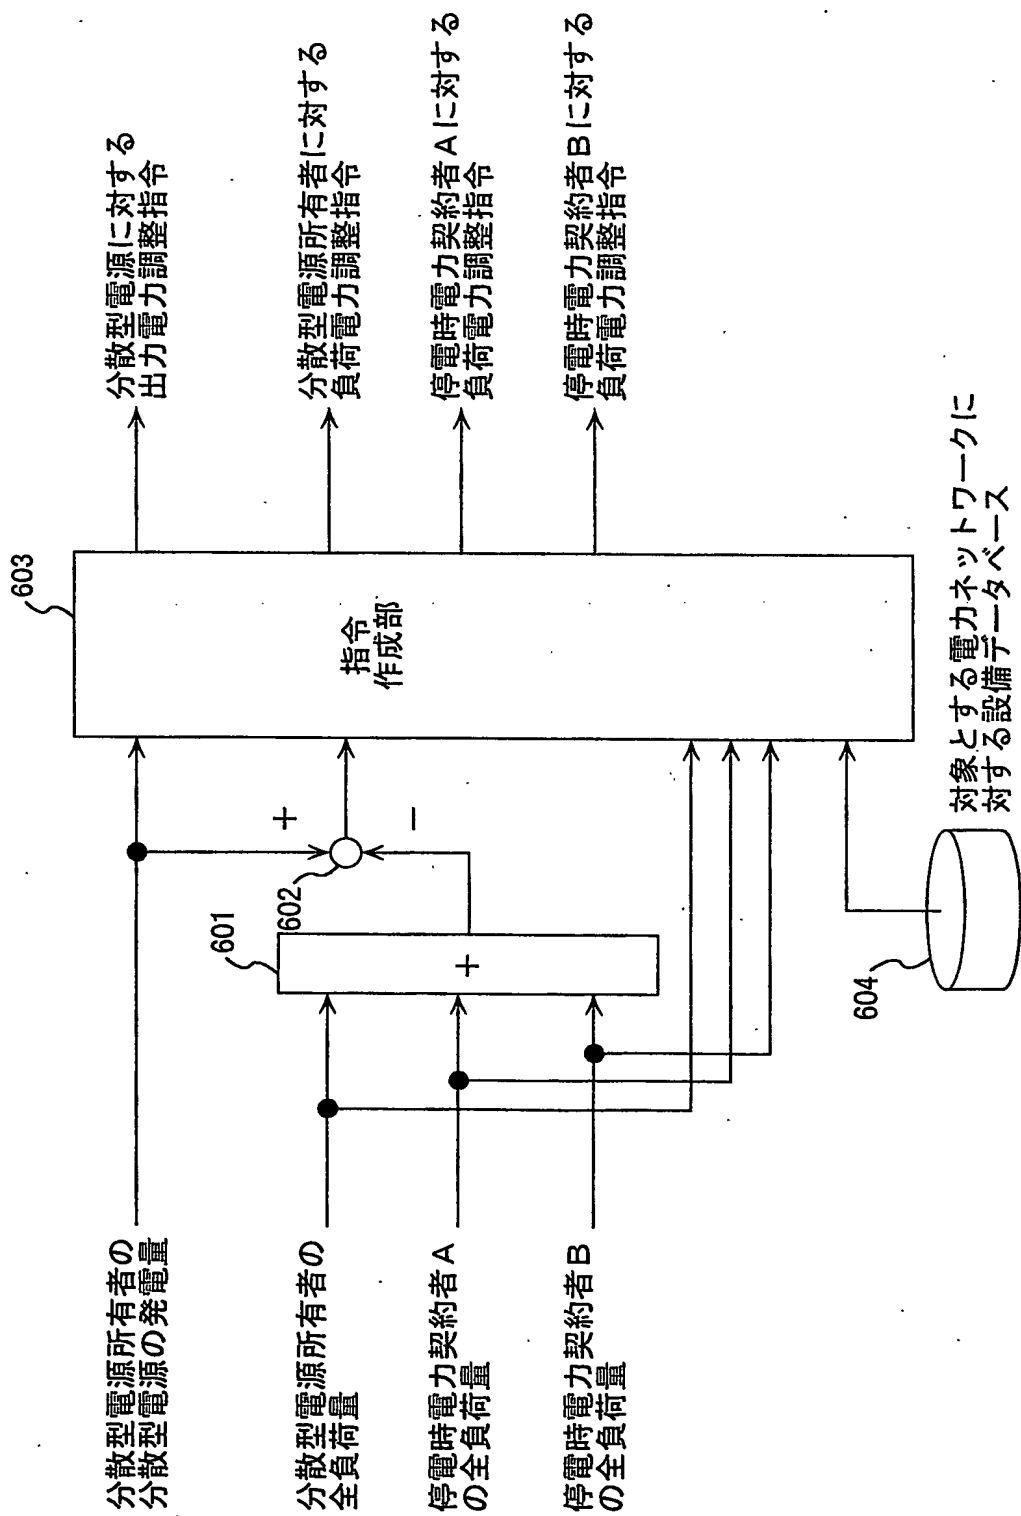 分散型電源所有者の
分散型電源の発電量
分散型電源所有者の
全負荷量
停電時電力契約者A
の全負荷量
停電時電力契約者B
の全負荷量
601
+
602
+
−
603
指令
作成部
604
対象とする電力ネットワークに
対する設備データベース
分散型電源に対する
出力電力調整指令
分散型電源所有者に対する
負荷電力調整指令
停電時電力契約者Aに対する
負荷電力調整指令
停電時電力契約者Bに対する
負荷電力調整指令